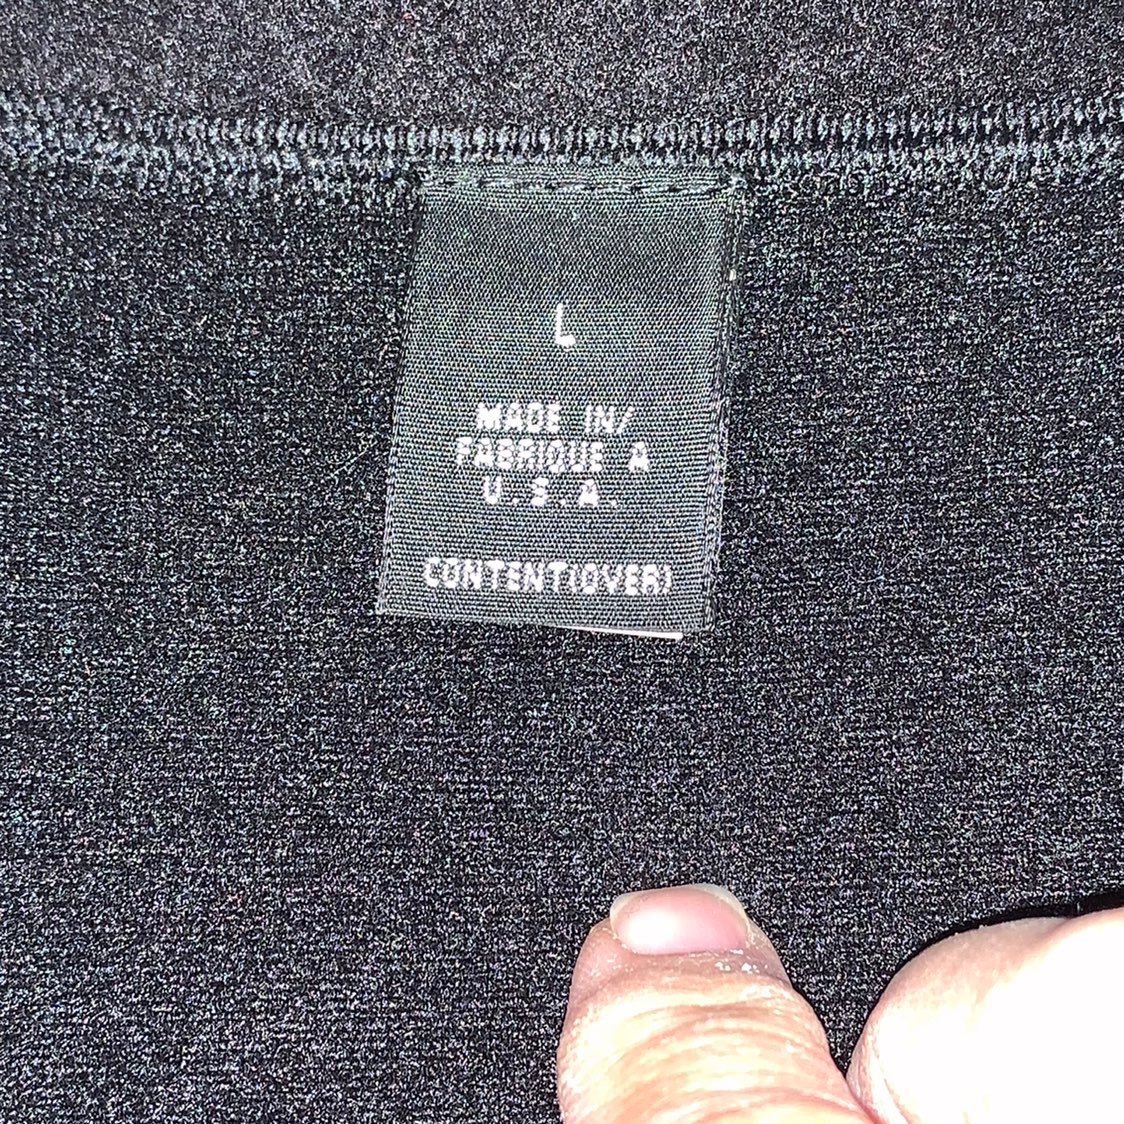 L
MADE IN/
FABRIQUE A
U.S.A.
CONTENT(OVER)